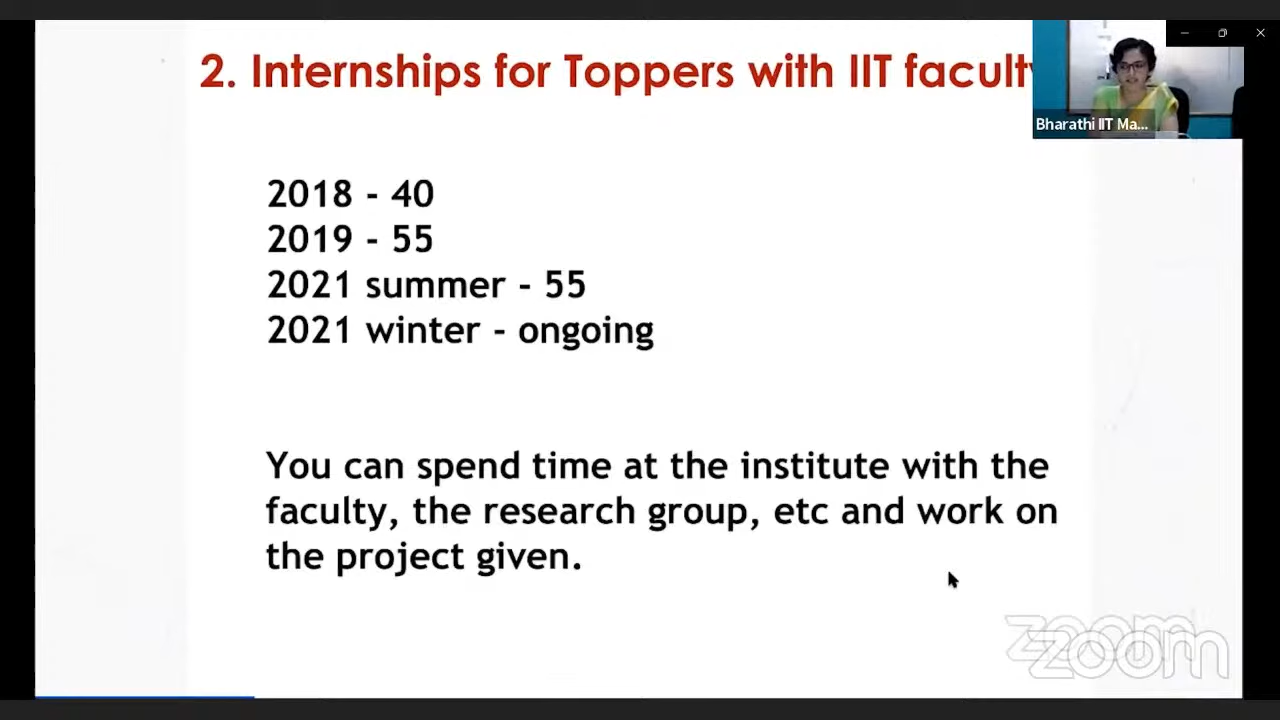 2. Internships for Toppers with IIT faculty
Bharathi IIT Ma...
2018 - 40
2019 - 55
2021 summer - 55
2021 winter - ongoing
You can spend time at the institute with the
faculty, the research group, etc and work on
the project given.
zoom
zoom